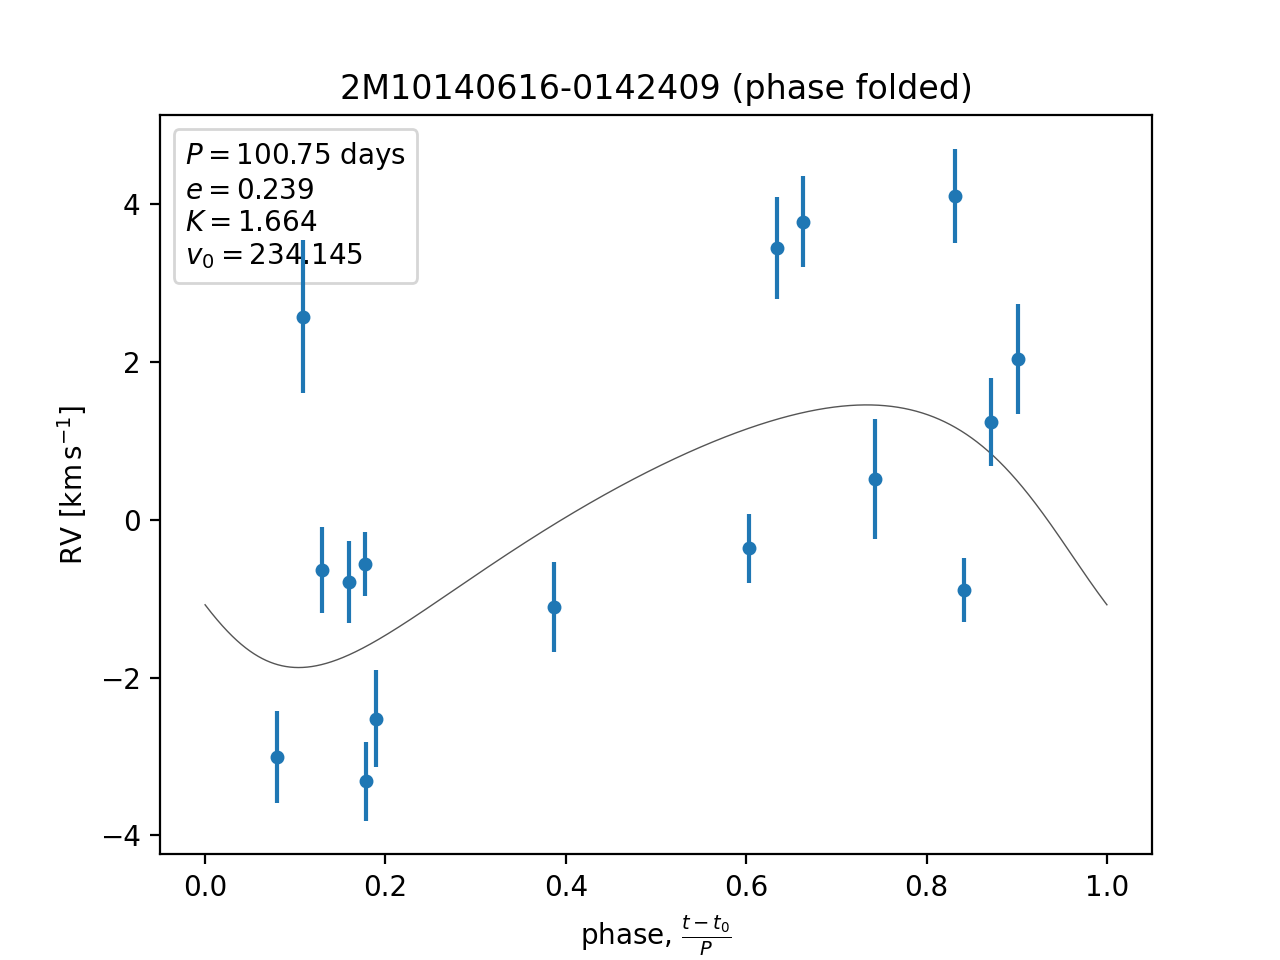 2M10140616-0142409 (phase folded)
P = 100.75 days
e = 0.239
K = 1.664
v₀ = 234.145
4
2
0
−2
−4
RV [km s⁻¹]
0.0 0.2 0.4 0.6 0.8 1.0
phase, (t − t₀)/P